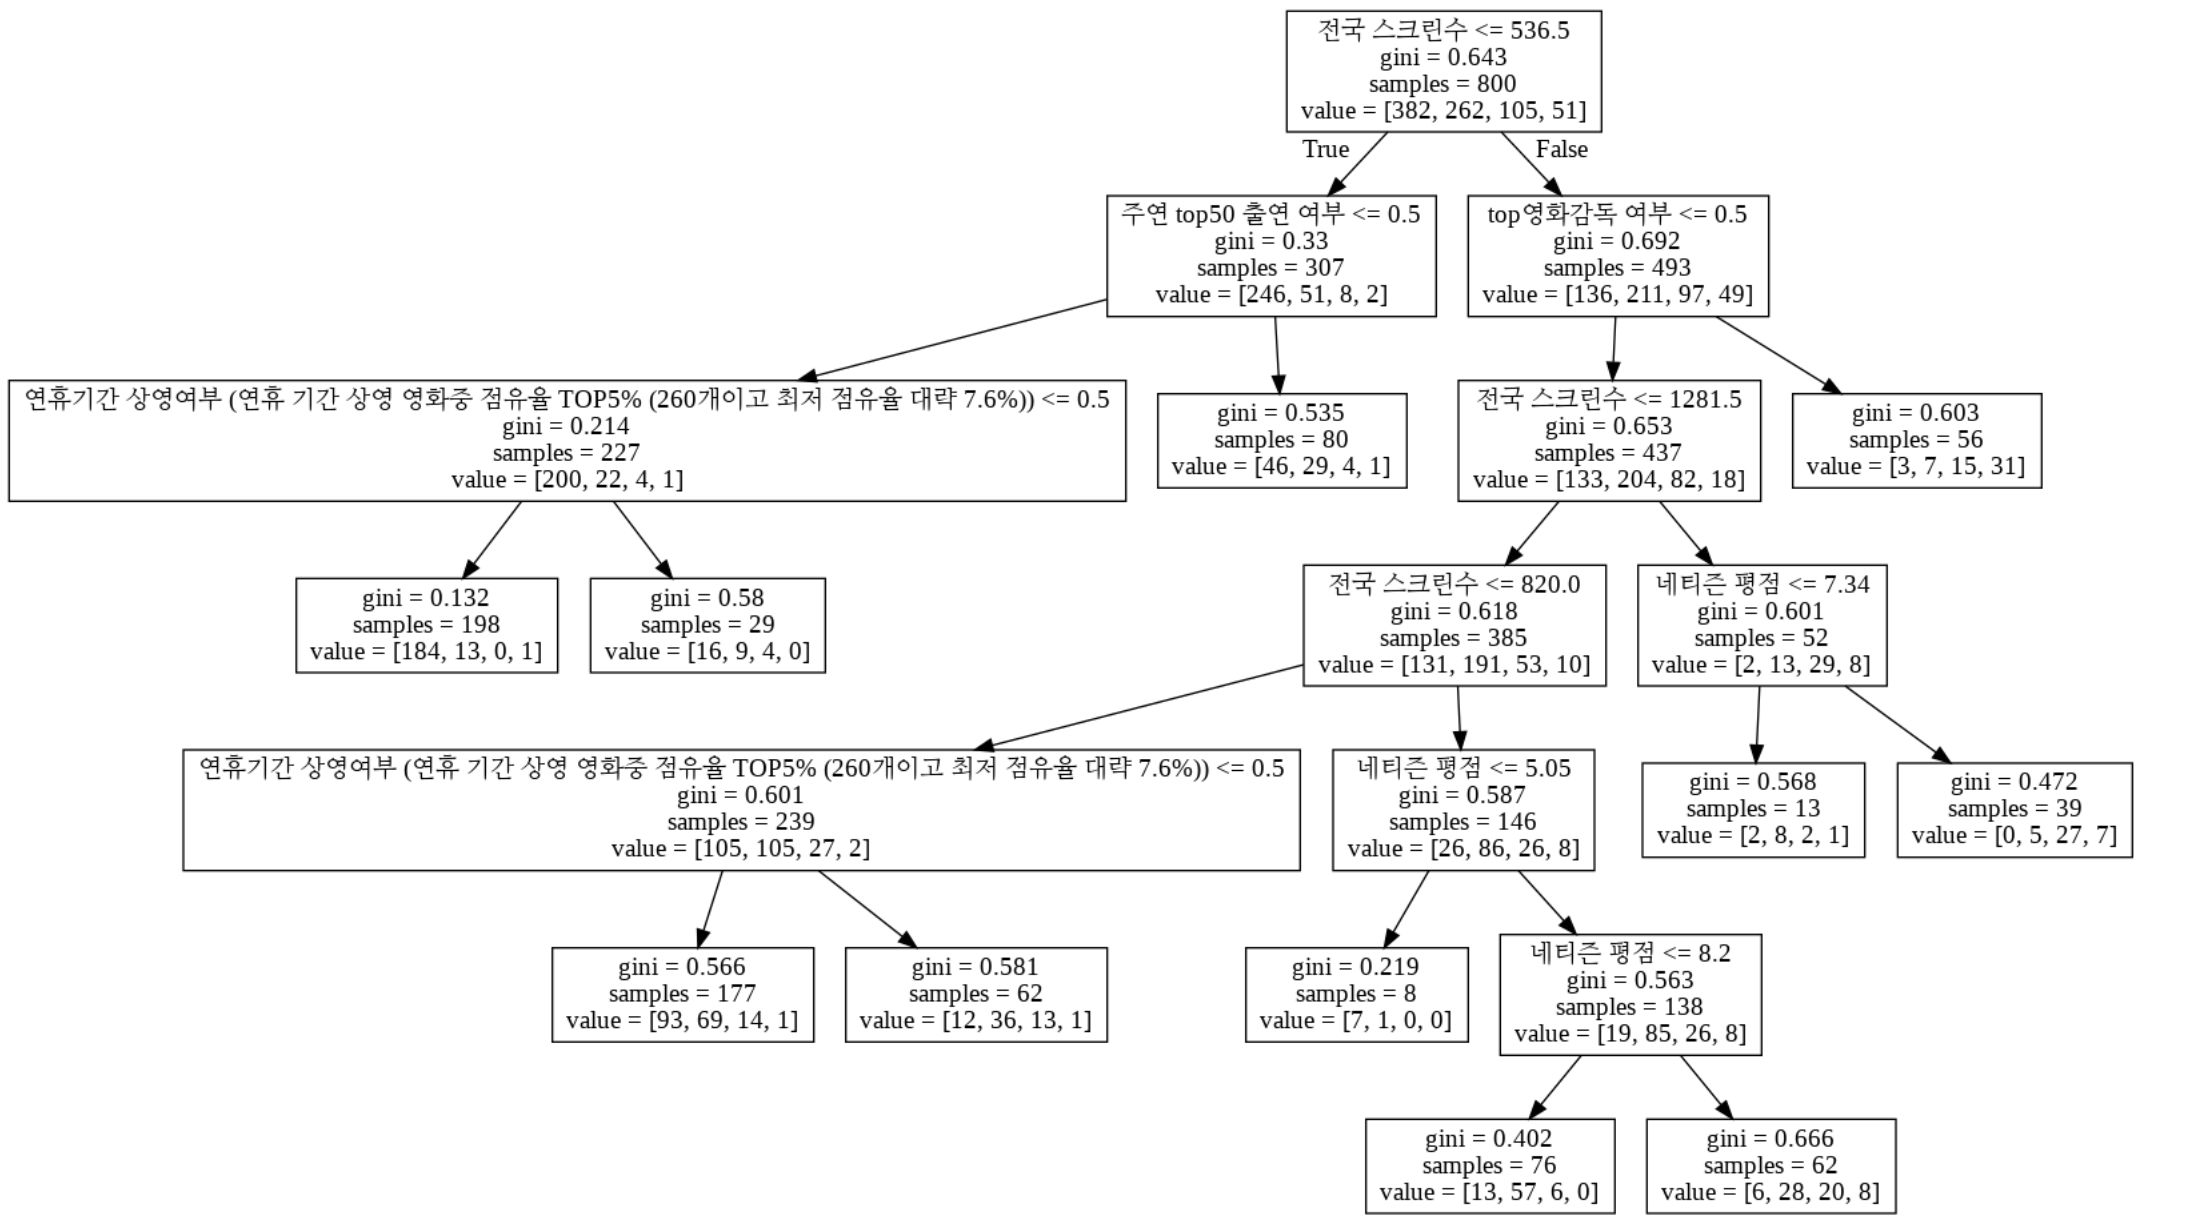 전국 스크린수 <= 536.5
gini = 0.643
samples = 800
value = [382, 262, 105, 51]
True
False
주연 top50 출연 여부 <= 0.5
gini = 0.33
samples = 307
value = [246, 51, 8, 2]
top영화감독 여부 <= 0.5
gini = 0.692
samples = 493
value = [136, 211, 97, 49]
연휴기간 상영여부 (연휴 기간 상영 영화중 점유율 TOP5% (260개이고 최저 점유율 대략 7.6%)) <= 0.5
gini = 0.214
samples = 227
value = [200, 22, 4, 1]
gini = 0.535
samples = 80
value = [46, 29, 4, 1]
전국 스크린수 <= 1281.5
gini = 0.653
samples = 437
value = [133, 204, 82, 18]
gini = 0.603
samples = 56
value = [3, 7, 15, 31]
gini = 0.132
samples = 198
value = [184, 13, 0, 1]
gini = 0.58
samples = 29
value = [16, 9, 4, 0]
전국 스크린수 <= 820.0
gini = 0.618
samples = 385
value = [131, 191, 53, 10]
네티즌 평점 <= 7.34
gini = 0.601
samples = 52
value = [2, 13, 29, 8]
연휴기간 상영여부 (연휴 기간 상영 영화중 점유율 TOP5% (260개이고 최저 점유율 대략 7.6%)) <= 0.5
gini = 0.601
samples = 239
value = [105, 105, 27, 2]
네티즌 평점 <= 5.05
gini = 0.587
samples = 146
value = [26, 86, 26, 8]
gini = 0.568
samples = 13
value = [2, 8, 2, 1]
gini = 0.472
samples = 39
value = [0, 5, 27, 7]
gini = 0.566
samples = 177
value = [93, 69, 14, 1]
gini = 0.581
samples = 62
value = [12, 36, 13, 1]
gini = 0.219
samples = 8
value = [7, 1, 0, 0]
네티즌 평점 <= 8.2
gini = 0.563
samples = 138
value = [19, 85, 26, 8]
gini = 0.402
samples = 76
value = [13, 57, 6, 0]
gini = 0.666
samples = 62
value = [6, 28, 20, 8]